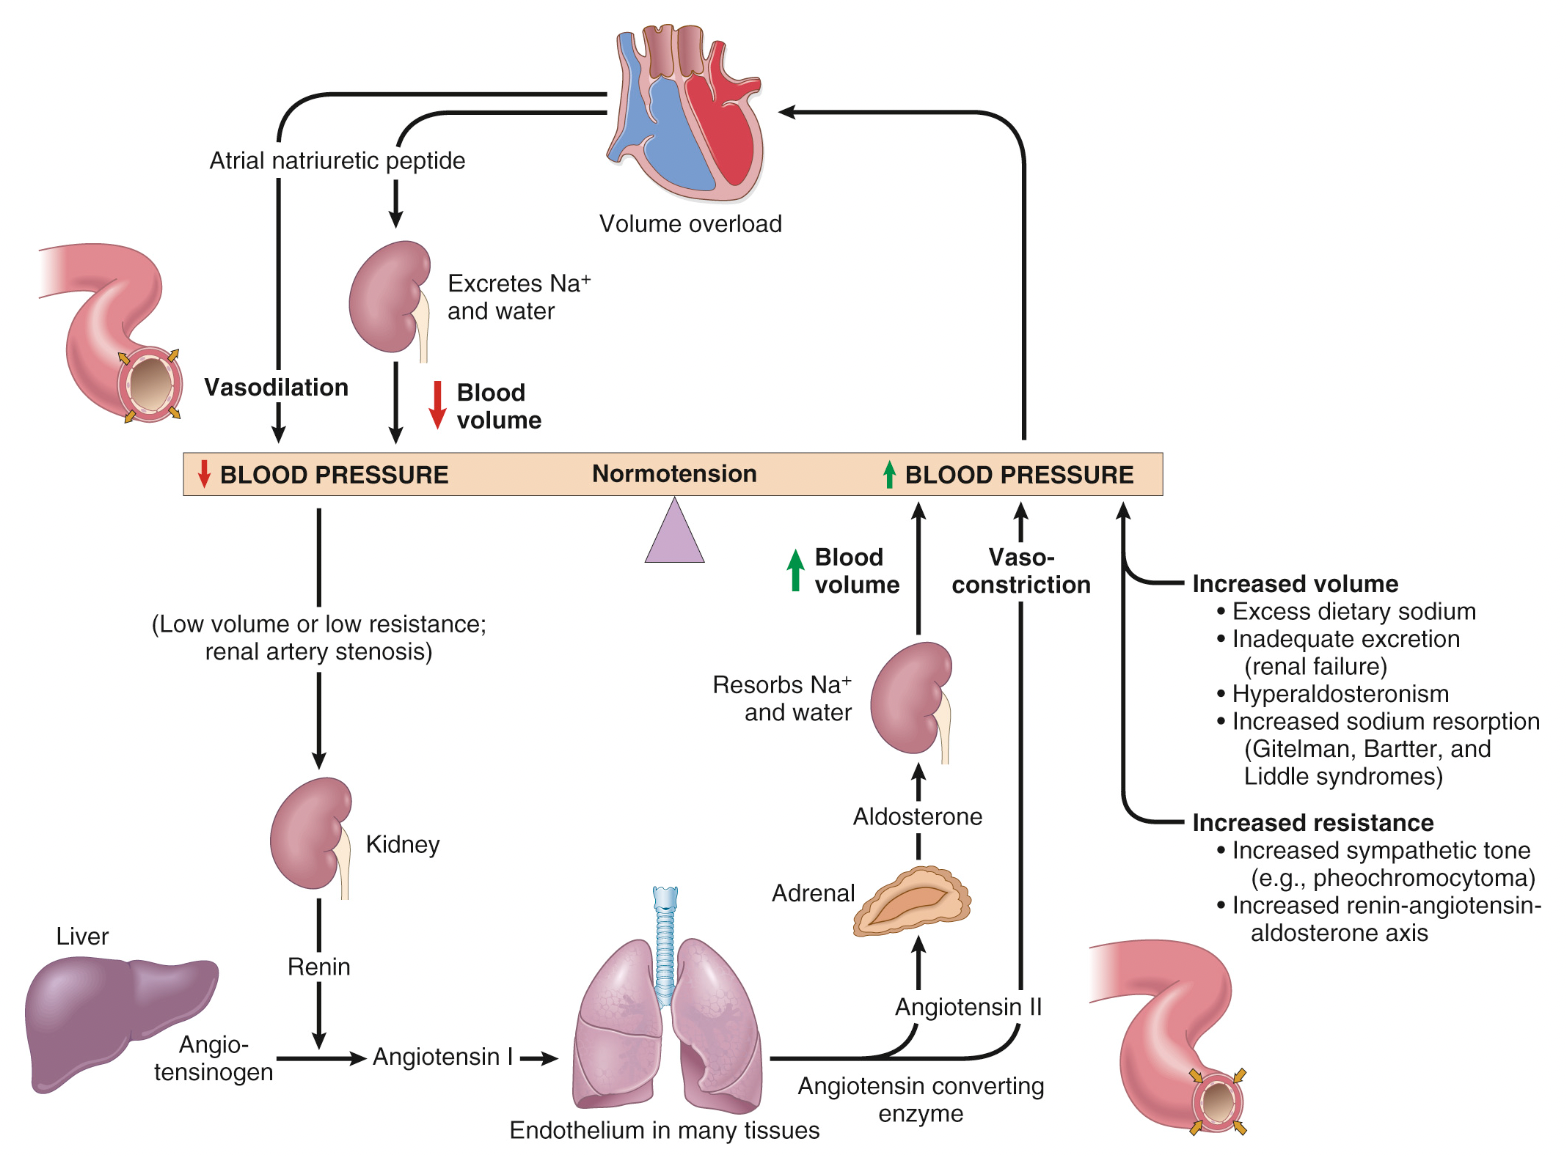 Atrial natriuretic peptide
Volume overload
Excretes Na⁺
and water
Vasodilation
Blood
volume
BLOOD PRESSURE
Normotension
BLOOD PRESSURE
(Low volume or low resistance;
renal artery stenosis)
Kidney
Renin
Liver
Angio-
tensinogen
Angiotensin I
Endothelium in many tissues
Angiotensin converting
enzyme
Angiotensin II
Adrenal
Aldosterone
Resorbs Na⁺
and water
Blood
volume
Vaso-
constriction
Increased volume
• Excess dietary sodium
• Inadequate excretion
(renal failure)
• Hyperaldosteronism
• Increased sodium resorption
(Gitelman, Bartter, and
Liddle syndromes)
Increased resistance
• Increased sympathetic tone
(e.g., pheochromocytoma)
• Increased renin-angiotensin-
aldosterone axis